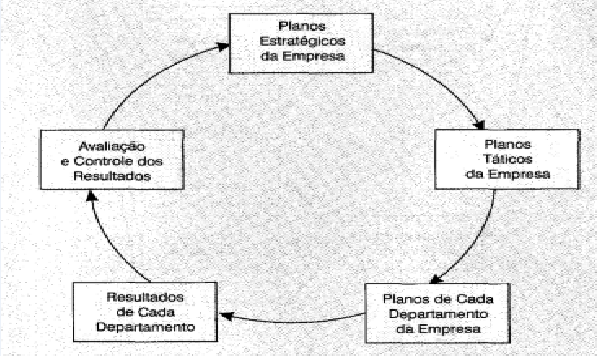 Planos
Estratégicos
da Empresa
Planos
Táticos
da Empresa
Planos de Cada
Departamento
da Empresa
Resultados
de Cada
Departamento
Avaliação
e Controle dos
Resultados